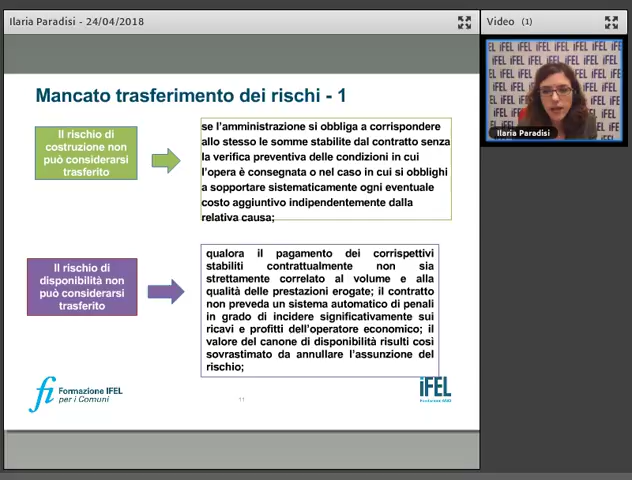 Ilaria Paradisi - 24/04/2018
Video (1)
Ilaria Paradisi
Mancato trasferimento dei rischi - 1
Il rischio di
costruzione non
può considerarsi
trasferito
se l'amministrazione si obbliga a corrispondere
allo stesso le somme stabilite dal contratto senza
la verifica preventiva delle condizioni in cui
l'opera è consegnata o nel caso in cui si obblighi
a sopportare sistematicamente ogni eventuale
costo aggiuntivo indipendentemente dalla
relativa causa;
Il rischio di
disponibilità non
può considerarsi
trasferito
qualora il pagamento dei corrispettivi
stabiliti contrattualmente non sia
strettamente correlato al volume e alla
qualità delle prestazioni erogate; il contratto
non preveda un sistema automatico di penali
in grado di incidere significativamente sui
ricavi e profitti dell'operatore economico; il
valore del canone di disponibilità risulti così
sovrastimato da annullare l'assunzione del
rischio;
fi Formazione IFEL
per i Comuni
11
iFEL
Fondazione ANCI